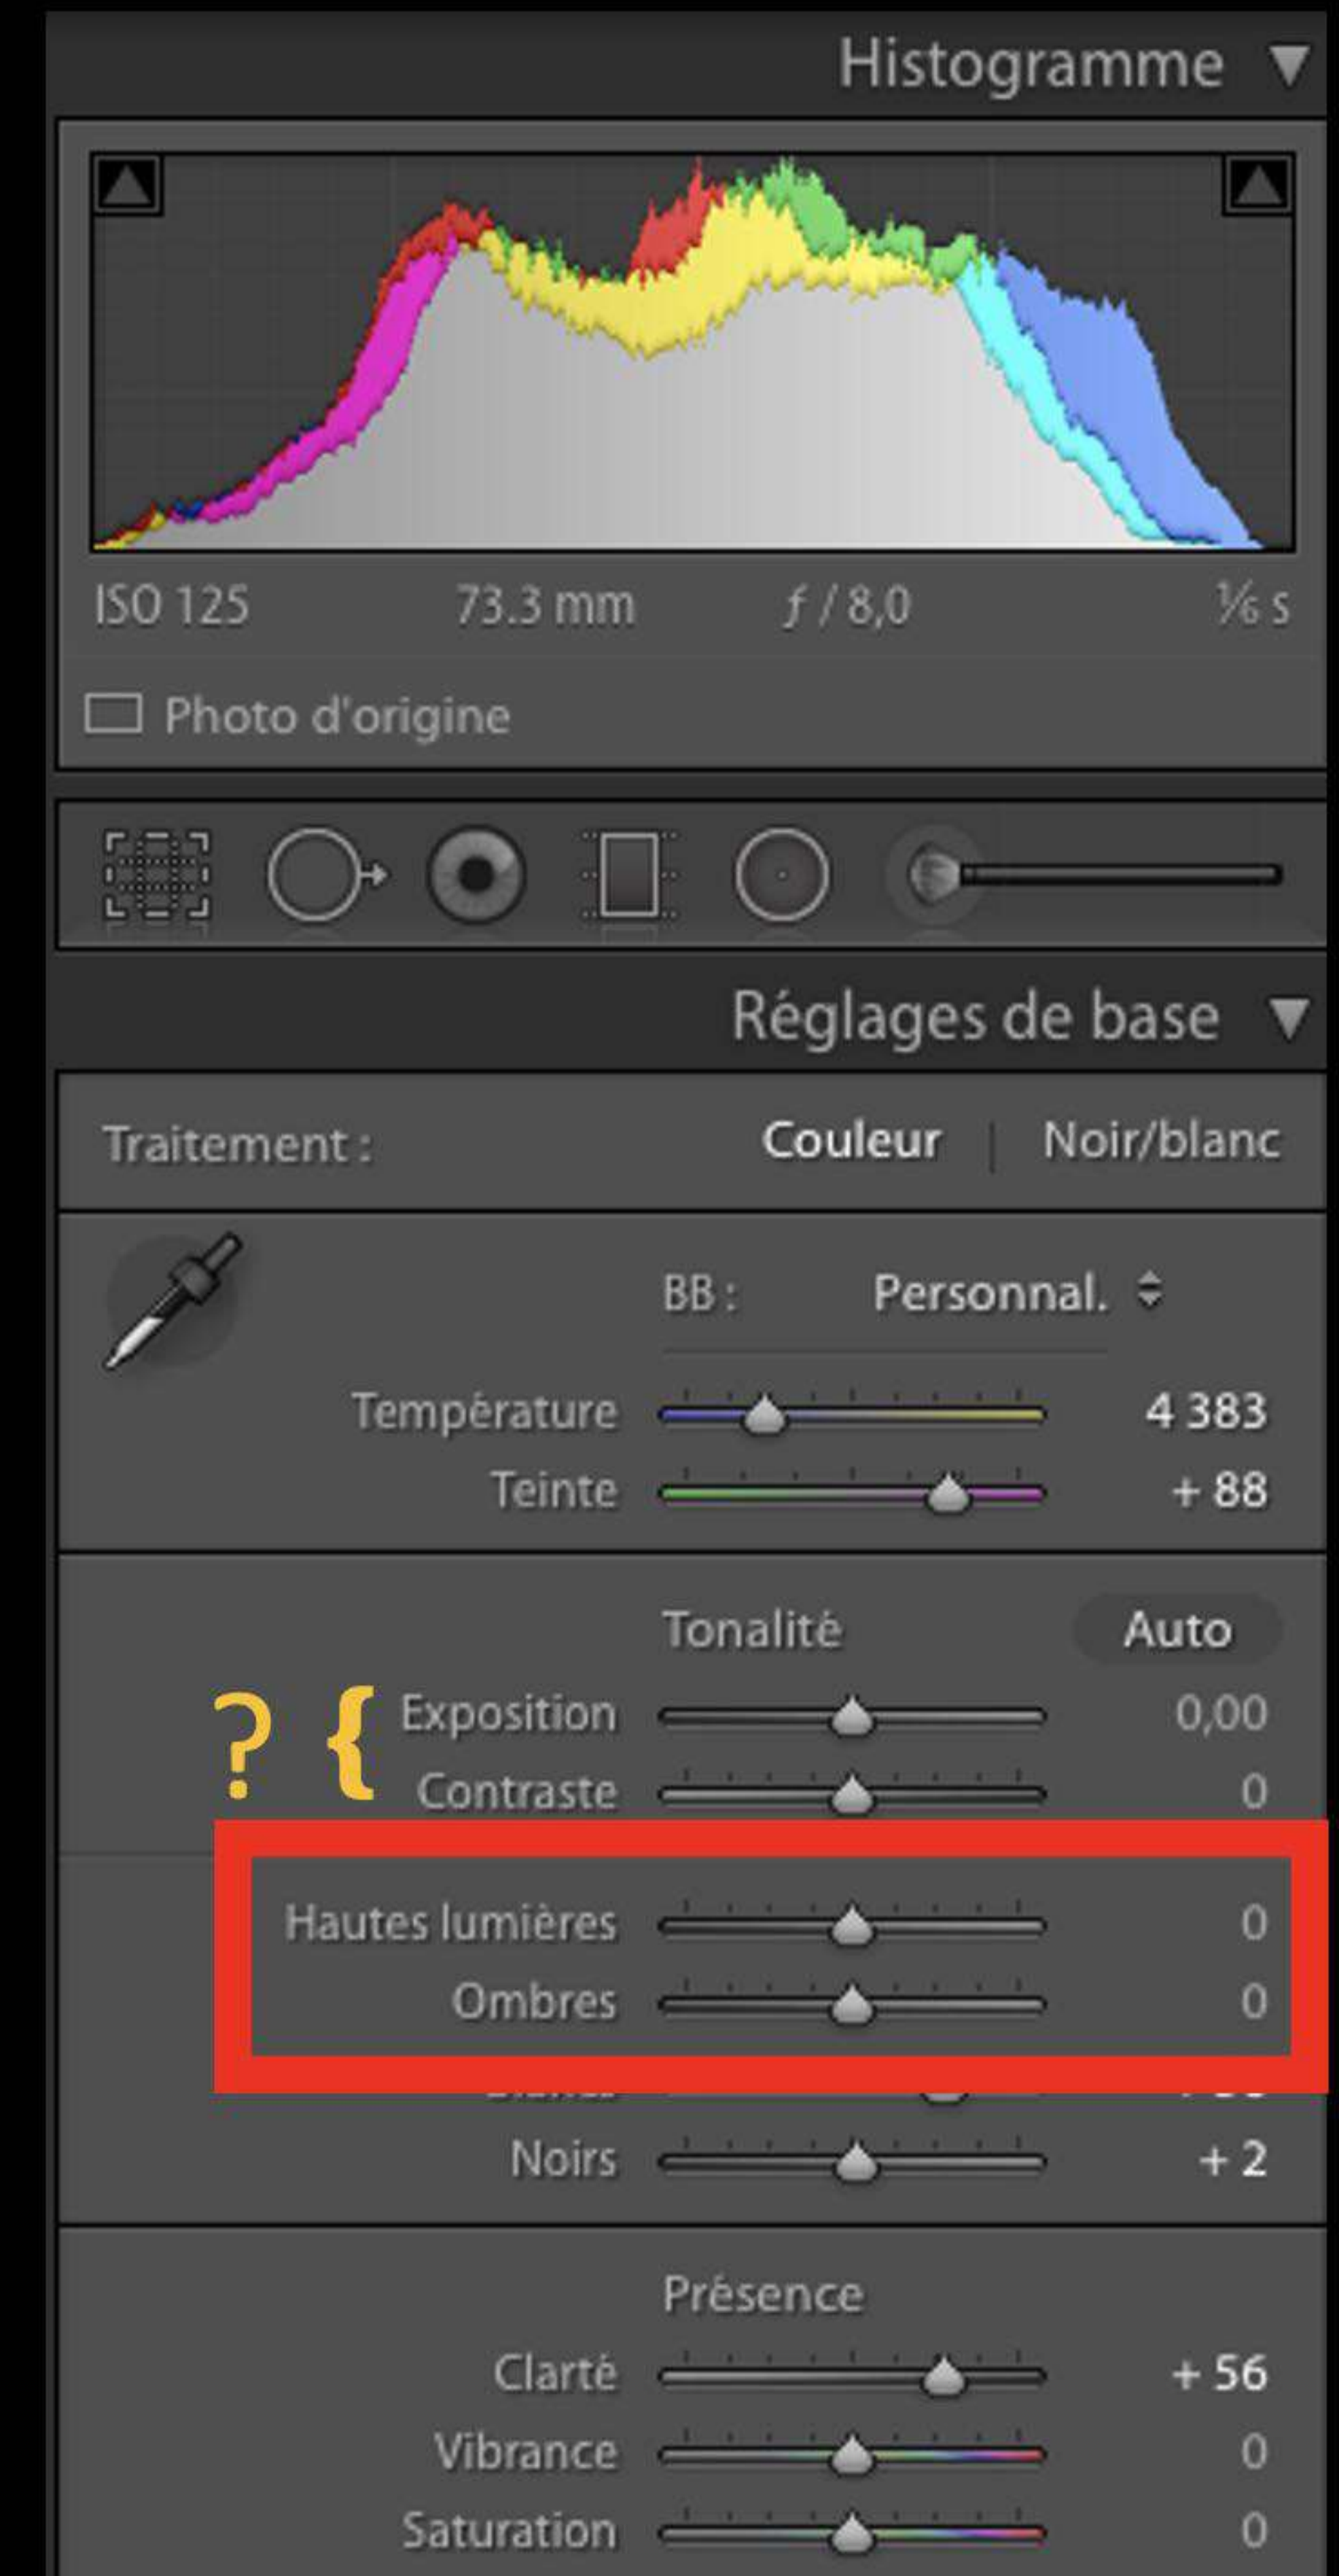 Histogramme
ISO 125 73.3 mm ƒ / 8,0 ⅙ s
Photo d'origine
Réglages de base
Traitement : Couleur | Noir/blanc
BB : Personnal.
Température 4 383
Teinte + 88
Tonalité Auto
? { Exposition 0,00
Contraste 0
Hautes lumières 0
Ombres 0
Noirs + 2
Présence
Clarté + 56
Vibrance 0
Saturation 0